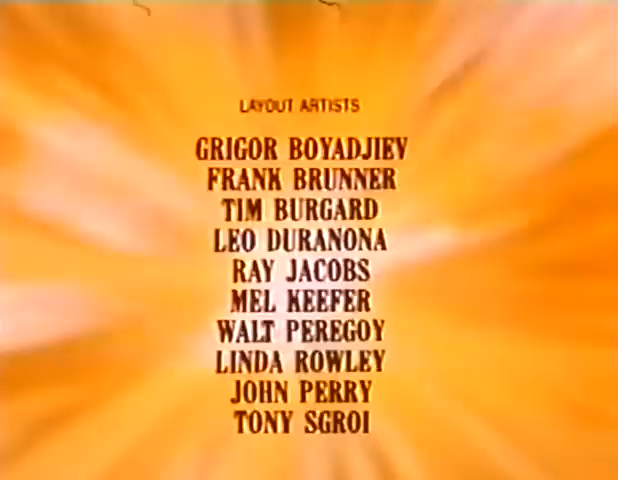 LAYOUT ARTISTS
GRIGOR BOYADJIEV
FRANK BRUNNER
TIM BURGARD
LEO DURANONA
RAY JACOBS
MEL KEEFER
WALT PEREGOY
LINDA ROWLEY
JOHN PERRY
TONY SGROI